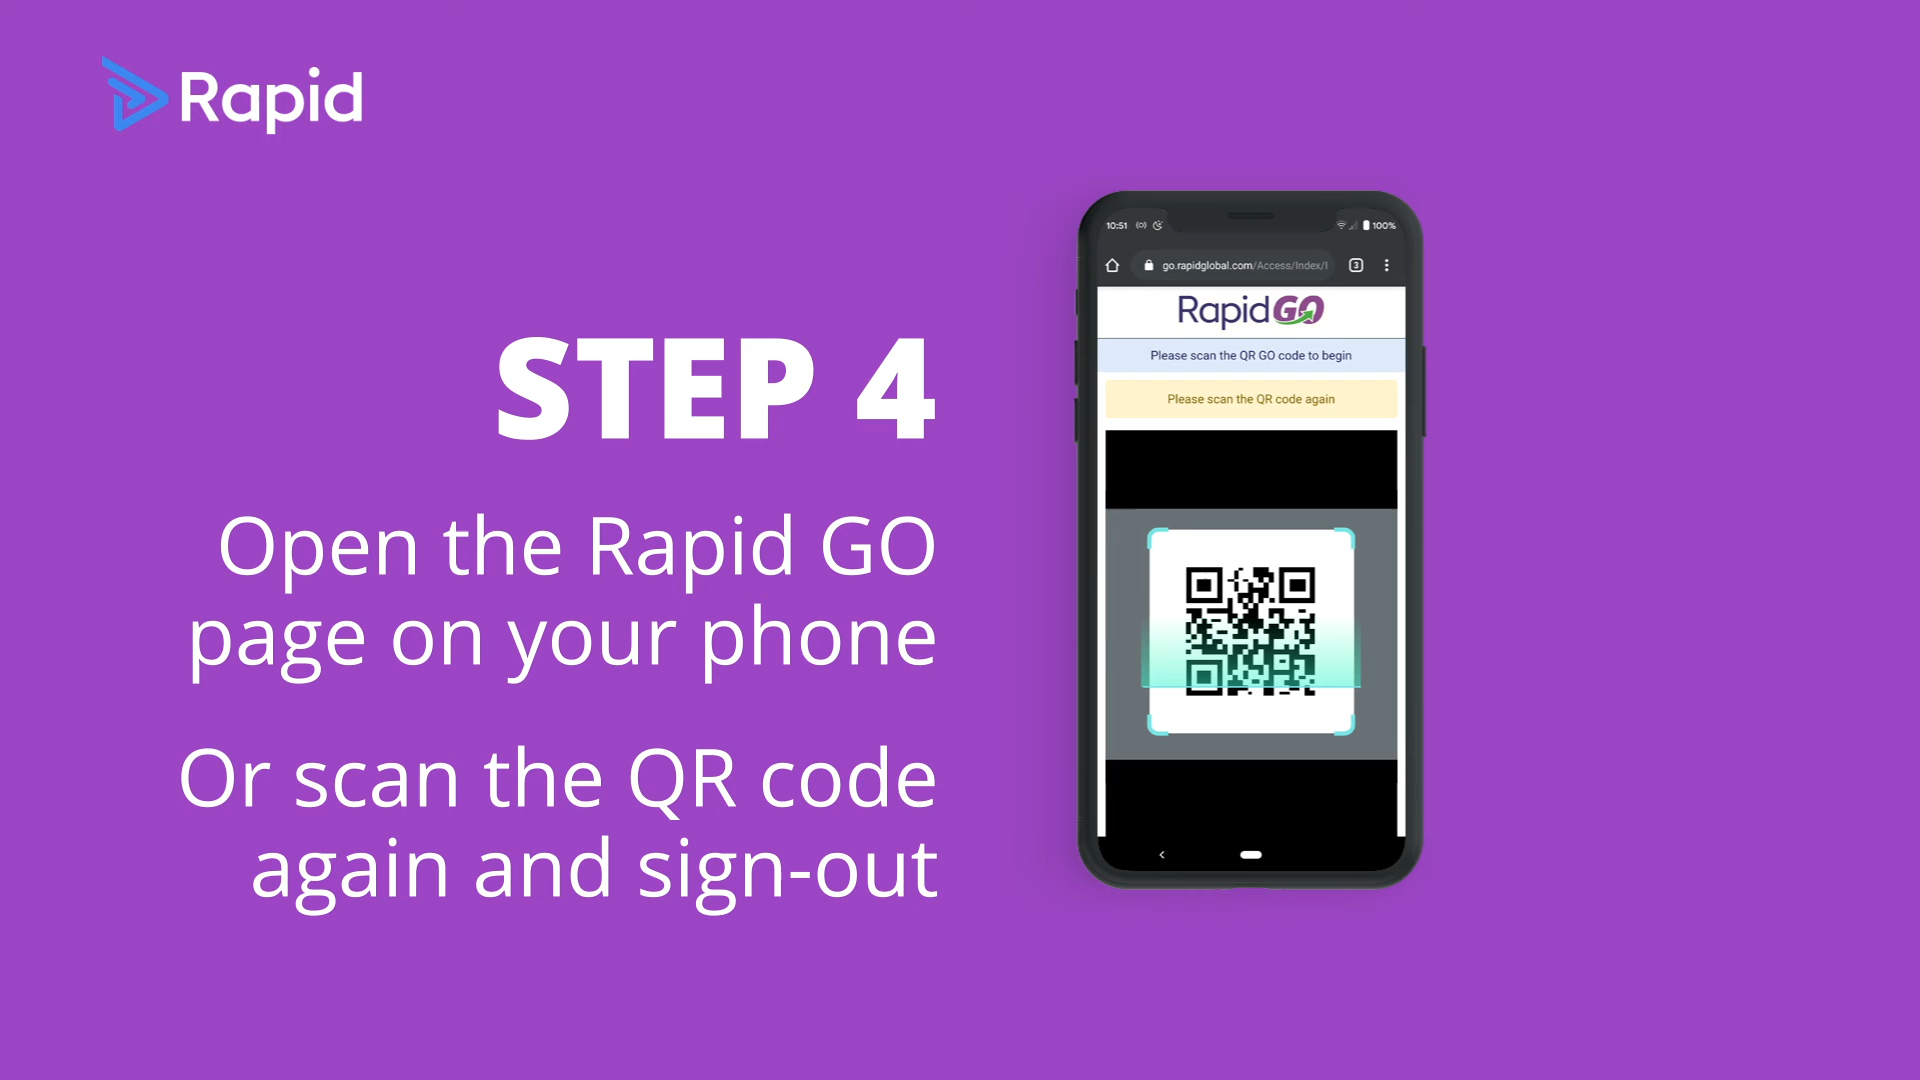 Rapid
STEP 4
Open the Rapid GO
page on your phone
Or scan the QR code
again and sign-out
10:51
100%
go.rapidglobal.com/Access/Index/I
3
RapidGO
Please scan the QR GO code to begin
Please scan the QR code again